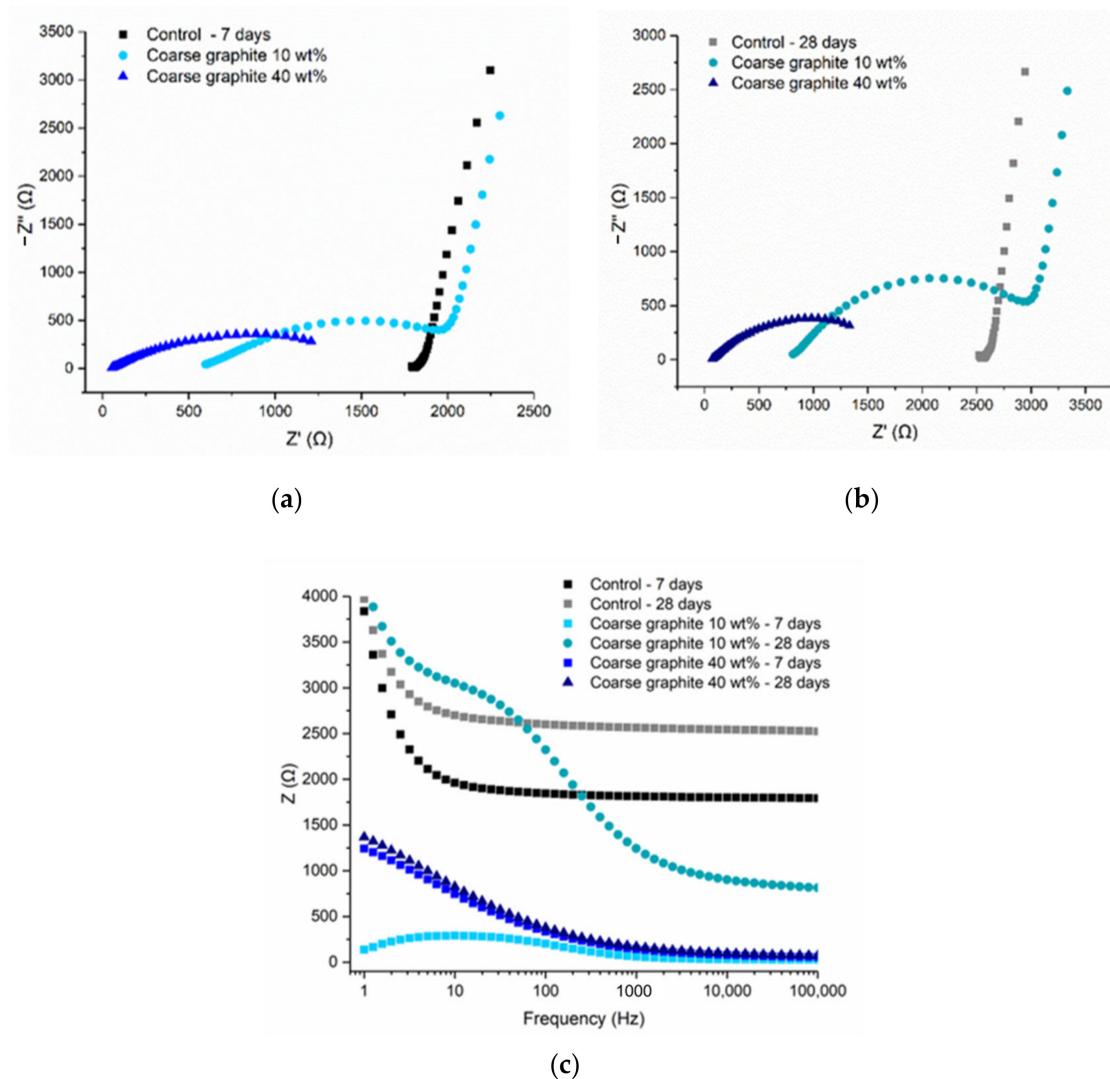 Control - 7 days
Coarse graphite 10 wt%
Coarse graphite 40 wt%
3500
3000
2500
2000
1500
1000
500
0
−Z'' (Ω)
0 500 1000 1500 2000 2500
Z' (Ω)
(a)
Control - 28 days
Coarse graphite 10 wt%
Coarse graphite 40 wt%
3000
2500
2000
1500
1000
500
0
−Z'' (Ω)
0 500 1000 1500 2000 2500 3000 3500
Z' (Ω)
(b)
Control - 7 days
Control - 28 days
Coarse graphite 10 wt% - 7 days
Coarse graphite 10 wt% - 28 days
Coarse graphite 40 wt% - 7 days
Coarse graphite 40 wt% - 28 days
4000
3500
3000
2500
2000
1500
1000
500
0
Z (Ω)
1 10 100 1000 10,000 100,000
Frequency (Hz)
(c)